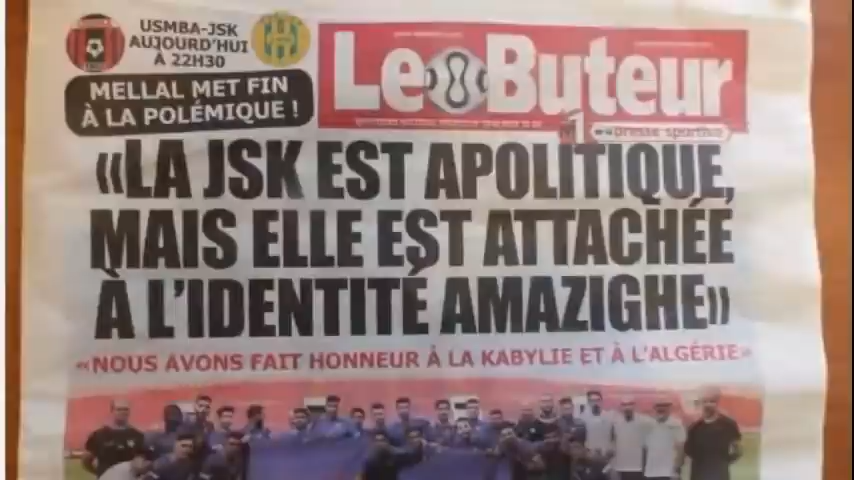 USMBA-JSK
AUJOURD'HUI
À 22H30
MELLAL MET FIN
À LA POLÉMIQUE !
Le Buteur
N°1 presse sportive
«LA JSK EST APOLITIQUE,
MAIS ELLE EST ATTACHÉE
À L'IDENTITÉ AMAZIGHE»
«NOUS AVONS FAIT HONNEUR À LA KABYLIE ET À L'ALGÉRIE»